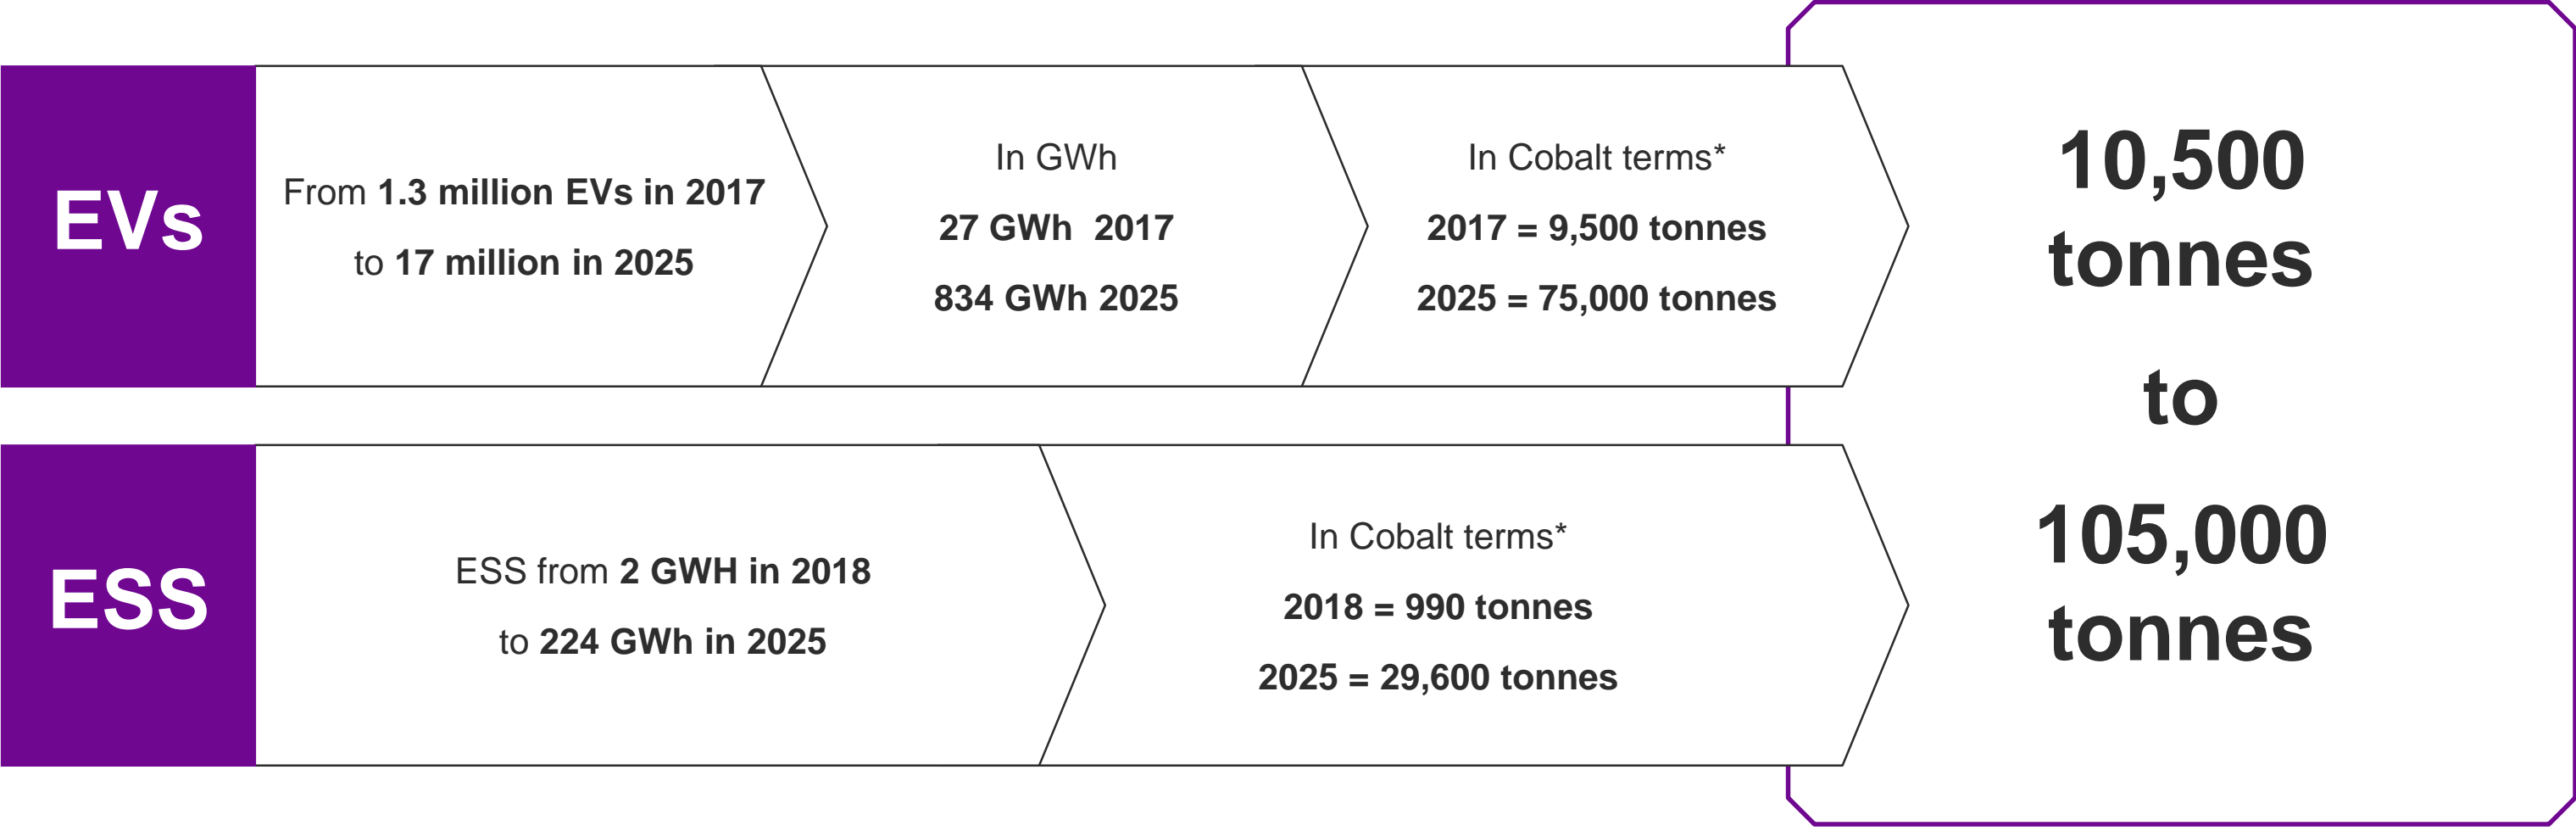 EVs
From 1.3 million EVs in 2017
to 17 million in 2025
In GWh
27 GWh  2017
834 GWh 2025
In Cobalt terms*
2017 = 9,500 tonnes
2025 = 75,000 tonnes
ESS
ESS from 2 GWH in 2018
to 224 GWh in 2025
In Cobalt terms*
2018 = 990 tonnes
2025 = 29,600 tonnes
10,500
tonnes
to
105,000
tonnes